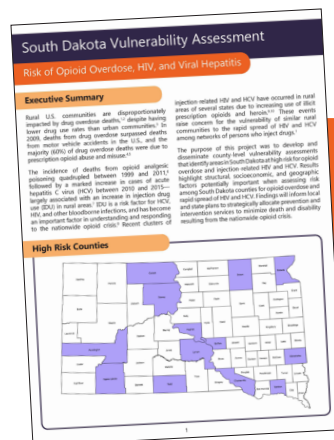 South Dakota Vulnerability Assessment
Risk of Opioid Overdose, HIV, and Viral Hepatitis
Executive Summary
Rural U.S. communities are disproportionately
impacted by drug overdose deaths, despite having
lower drug use rates than urban communities. In
2009, deaths from drug overdose surpassed deaths
from motor vehicle accidents in the U.S., and the
majority (60%) of drug overdose deaths were due to
prescription opioid abuse and misuse.
The incidence of deaths from opioid analgesic
poisoning quadrupled between 1999 and 2011,
followed by a marked increase in cases of acute
hepatitis C virus (HCV) between 2010 and 2015—
largely associated with an increase in injection drug
use (IDU) in rural areas. IDU is a risk factor for HCV,
HIV, and other bloodborne infections, and has become
an important factor in understanding and responding
to the nationwide opioid crisis. Recent clusters of
injection-related HIV and HCV have occurred in rural
areas of several states due to increasing use of illicit
prescription opioids and heroin. These events
raise concern for the vulnerability of similar rural
communities to the rapid spread of HIV and HCV
among networks of persons who inject drugs.
The purpose of this project was to develop and
disseminate county-level vulnerability assessments
that identify areas in South Dakota at high risk for opioid
overdose and injection related HIV and HCV. Results
highlight structural, socioeconomic, and geographic
factors potentially important when assessing risk
among South Dakota counties for opioid overdose and
rapid spread of HIV and HCV. Findings will inform local
and state plans to strategically allocate prevention and
intervention services to minimize death and disability
resulting from the nationwide opioid crisis.
High Risk Counties
1